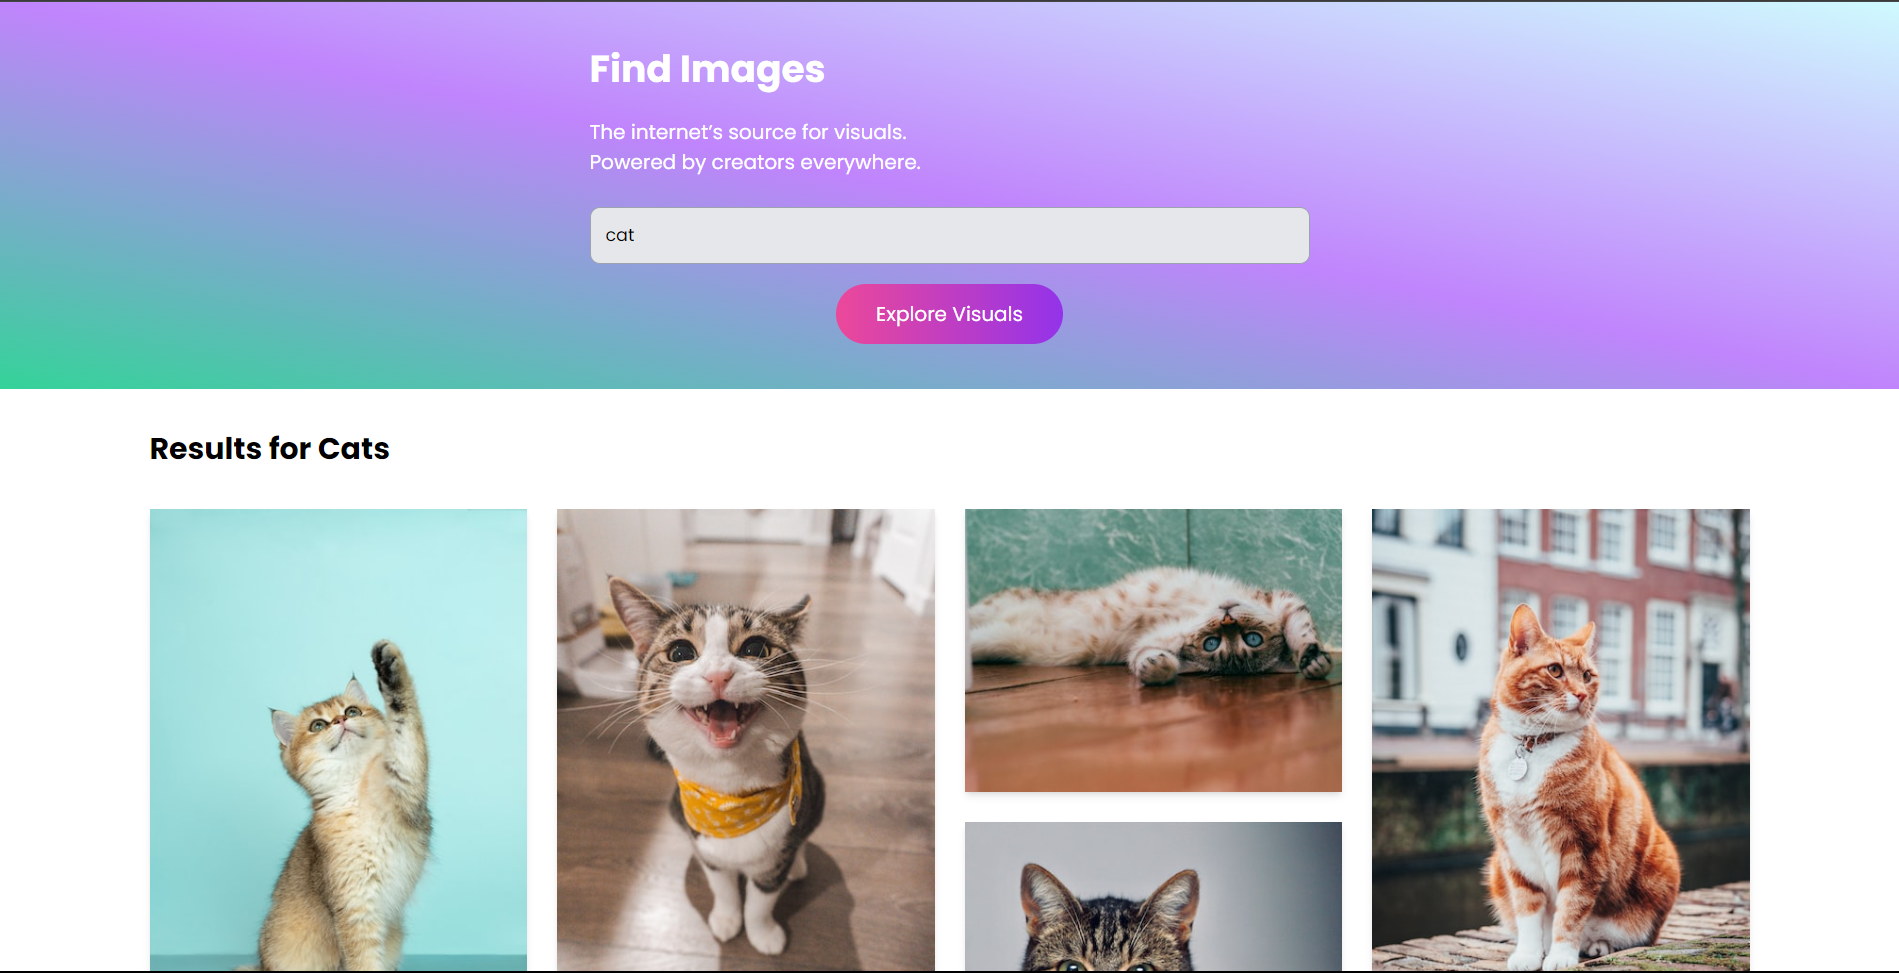 Find Images
The internet’s source for visuals.
Powered by creators everywhere.
cat
Explore Visuals
Results for Cats